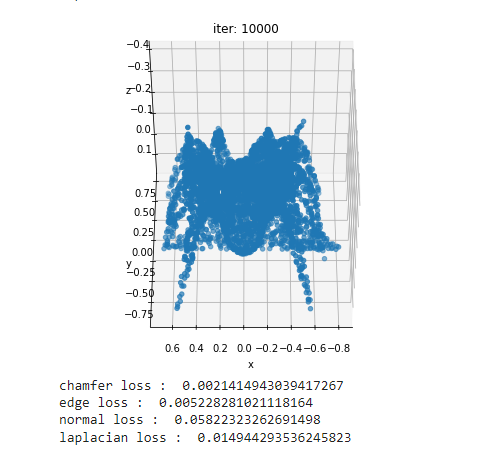 iter: 10000
−0.4
−0.3
z−0.2
−0.1
0.0
0.1
0.75
0.50
0.25
0.00
y
−0.25
−0.50
−0.75
0.6 0.4 0.2 0.0 −0.2 −0.4 −0.6 −0.8
x
chamfer loss :  0.0021414943039417267
edge loss :  0.005228281021118164
normal loss :  0.05822323262691498
laplacian loss :  0.014944293536245823